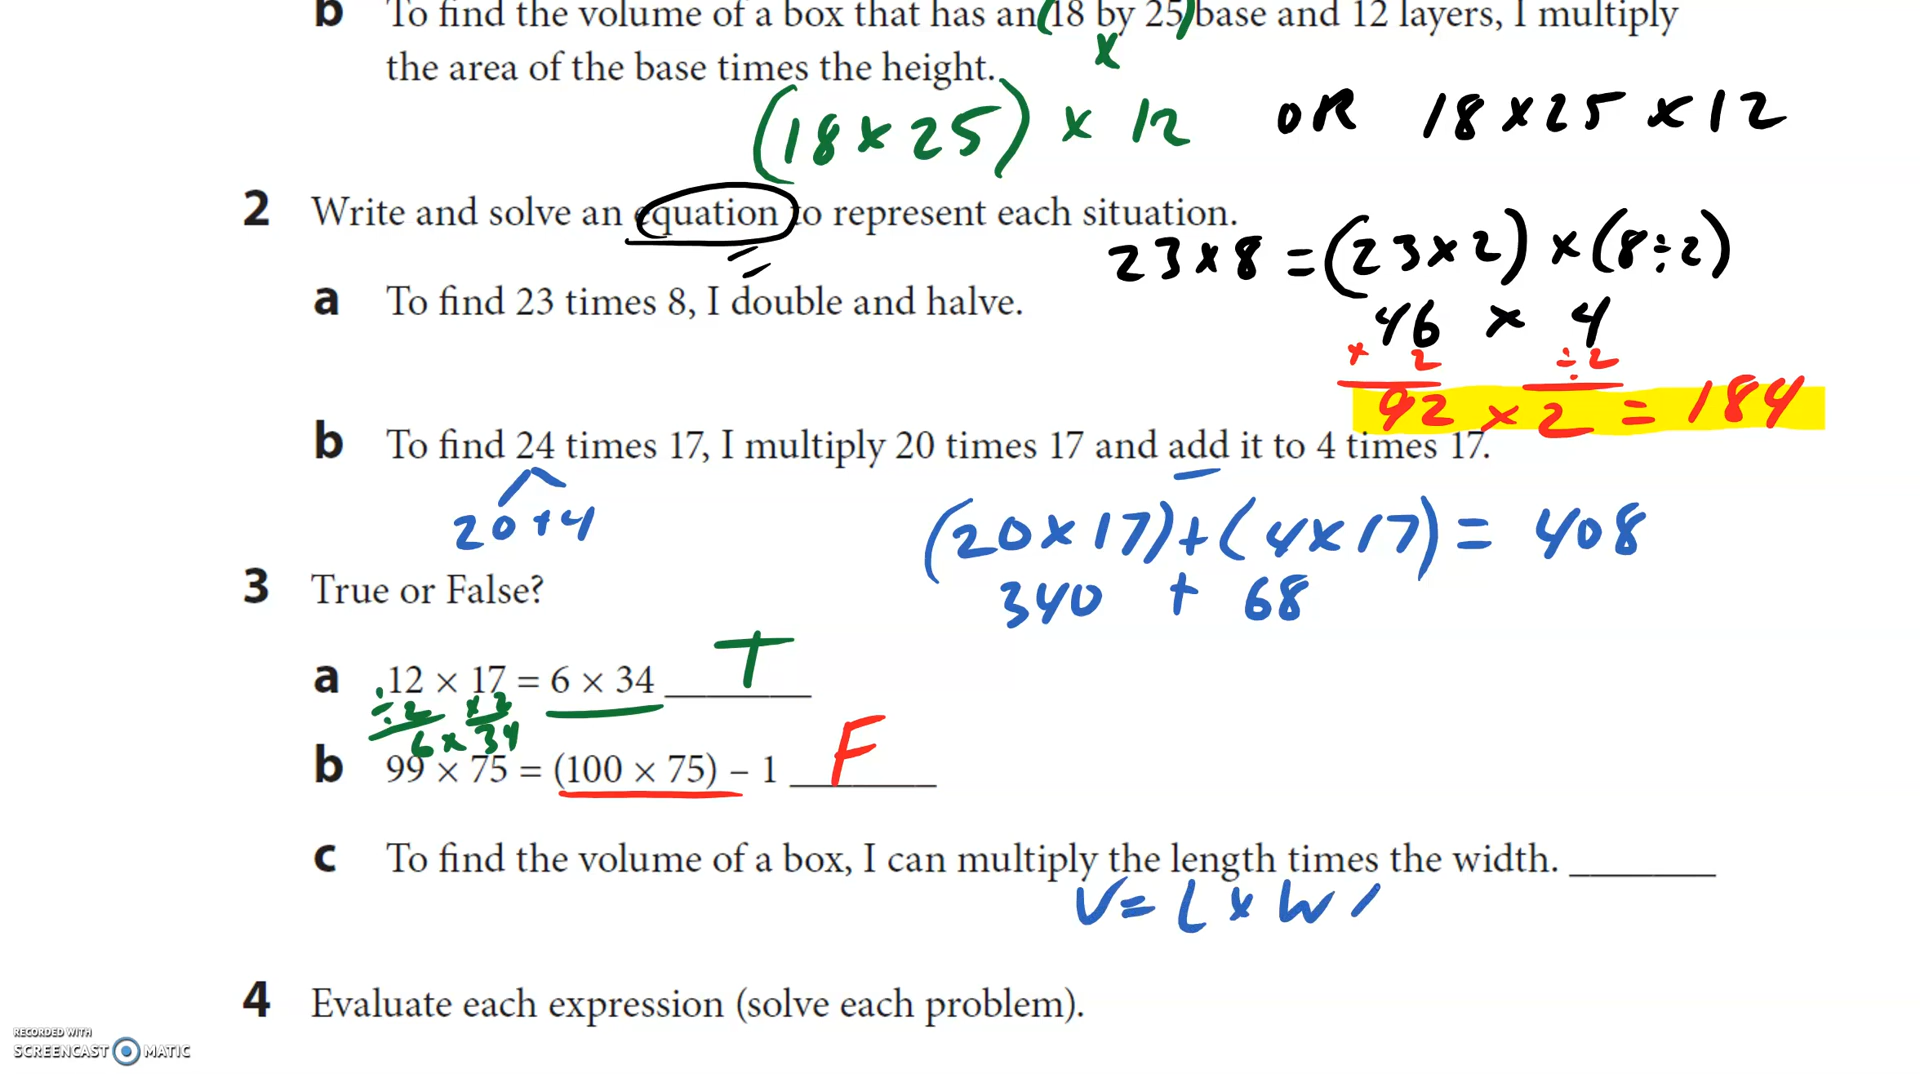 b To find the volume of a box that has an (18 by 25) base and 12 layers, I multiply
x
the area of the base times the height.
(18 x 25) x 12 OR 18 x 25 x 12
2 Write and solve an equation to represent each situation.
23 x 8 = (23 x 2) x (8 ÷ 2)
a To find 23 times 8, I double and halve.
46 x 4
x 2 ÷ 2
92 x 2 = 184
b To find 24 times 17, I multiply 20 times 17 and add it to 4 times 17.
20 + 4
(20 x 17) + (4 x 17) = 408
340 + 68
3 True or False?
a 12 × 17 = 6 × 34 ________ T
÷ 2 x 2
6 x 34
b 99 × 75 = (100 × 75) – 1 ________ F
c To find the volume of a box, I can multiply the length times the width. ________
V = L x W /
4 Evaluate each expression (solve each problem).
RECORDED WITH
SCREENCAST MATIC